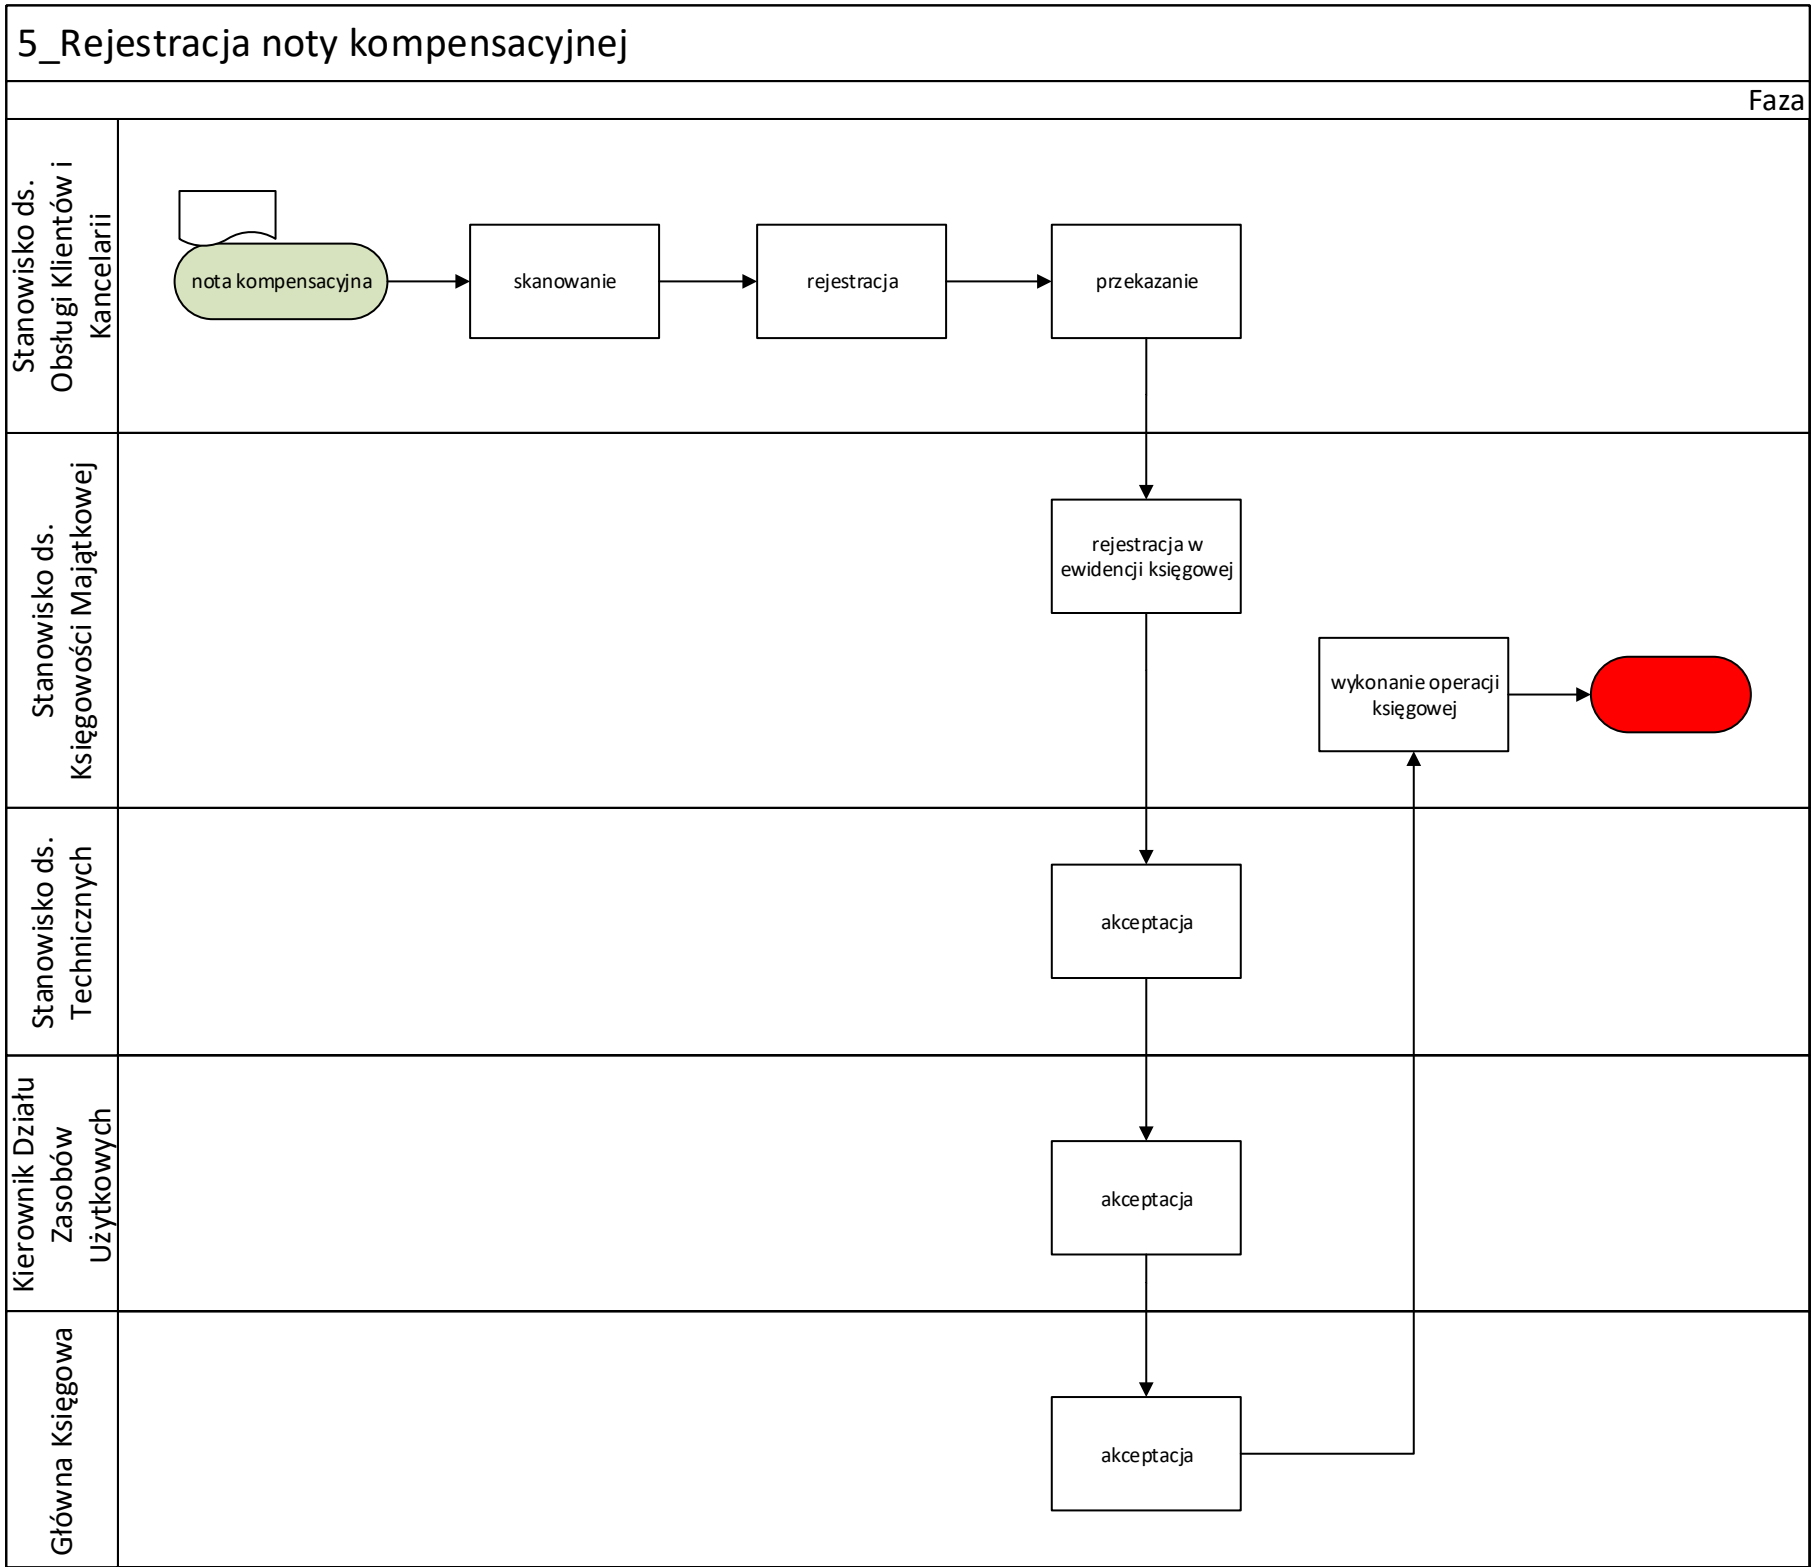 5_Rejestracja noty kompensacyjnej
Faza
Stanowisko ds.
Obsługi Klientów i
Kancelarii
nota kompensacyjna
skanowanie
rejestracja
przekazanie
Stanowisko ds.
Księgowości Majątkowej
rejestracja w
ewidencji księgowej
wykonanie operacji
księgowej
Stanowisko ds.
Technicznych
akceptacja
Kierownik Działu
Zasobów
Użytkowych
akceptacja
Główna Księgowa
akceptacja